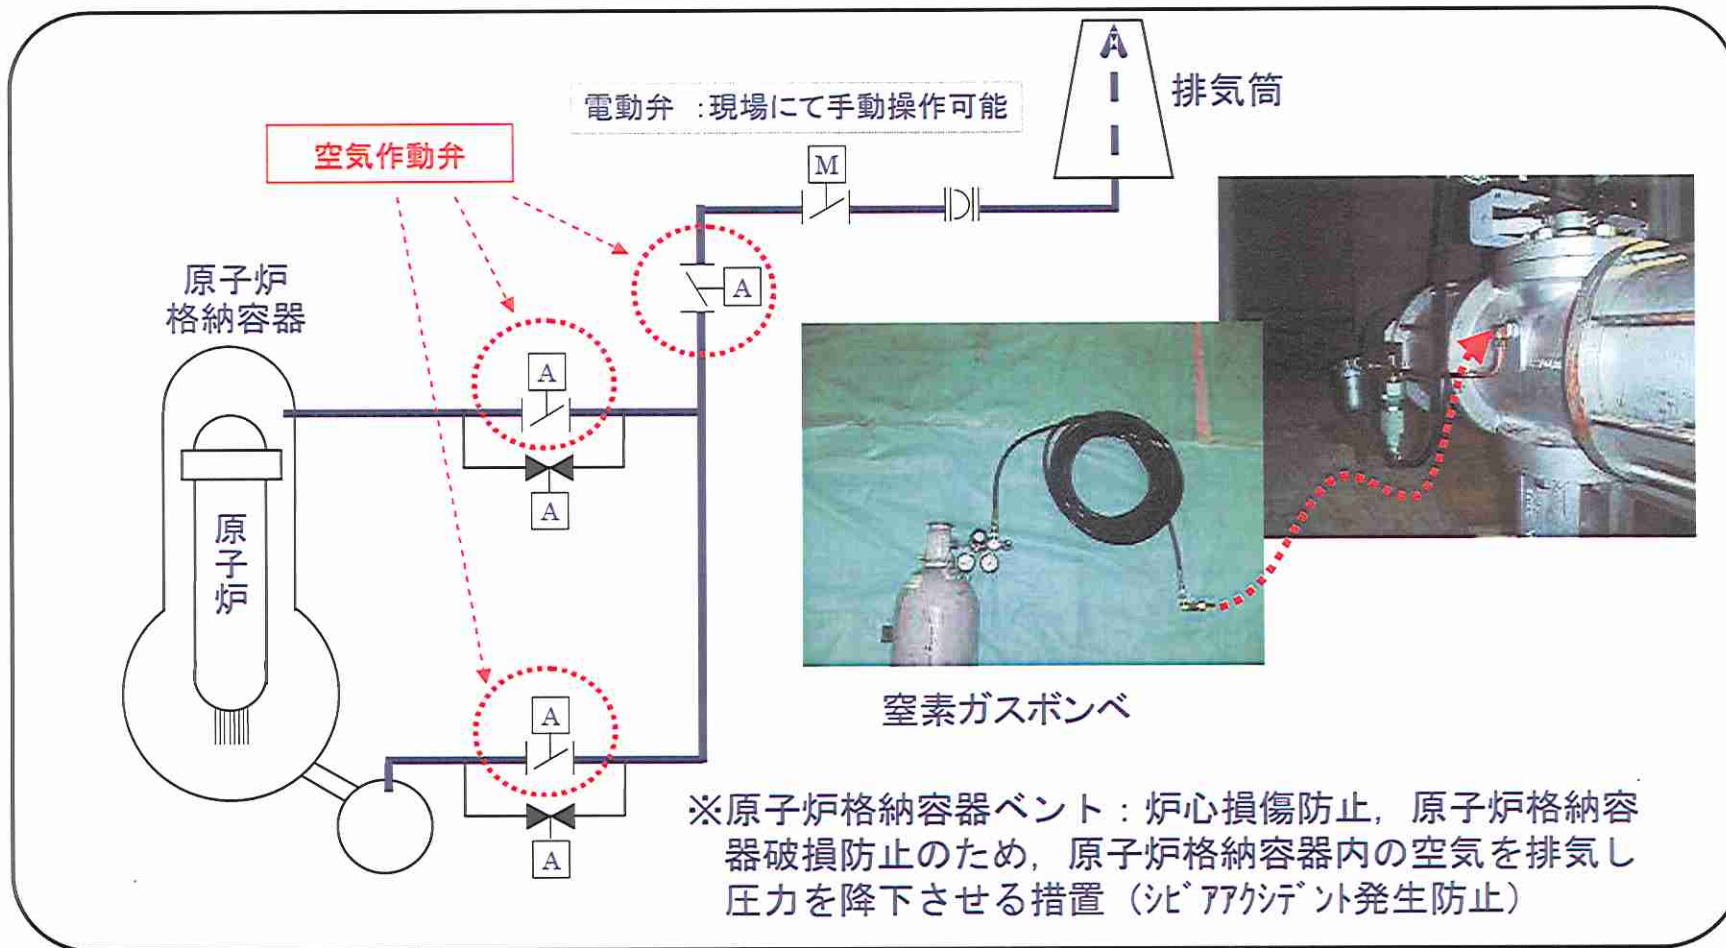 電動弁 :現場にて手動操作可能
排気筒
空気作動弁
M
A
原子炉
格納容器
A
A
原子炉
A
A
窒素ガスボンベ
※原子炉格納容器ベント：炉心損傷防止，原子炉格納容
器破損防止のため，原子炉格納容器内の空気を排気し
圧力を降下させる措置（ｼﾋﾞｱｱｸｼﾃﾞﾝﾄ発生防止）